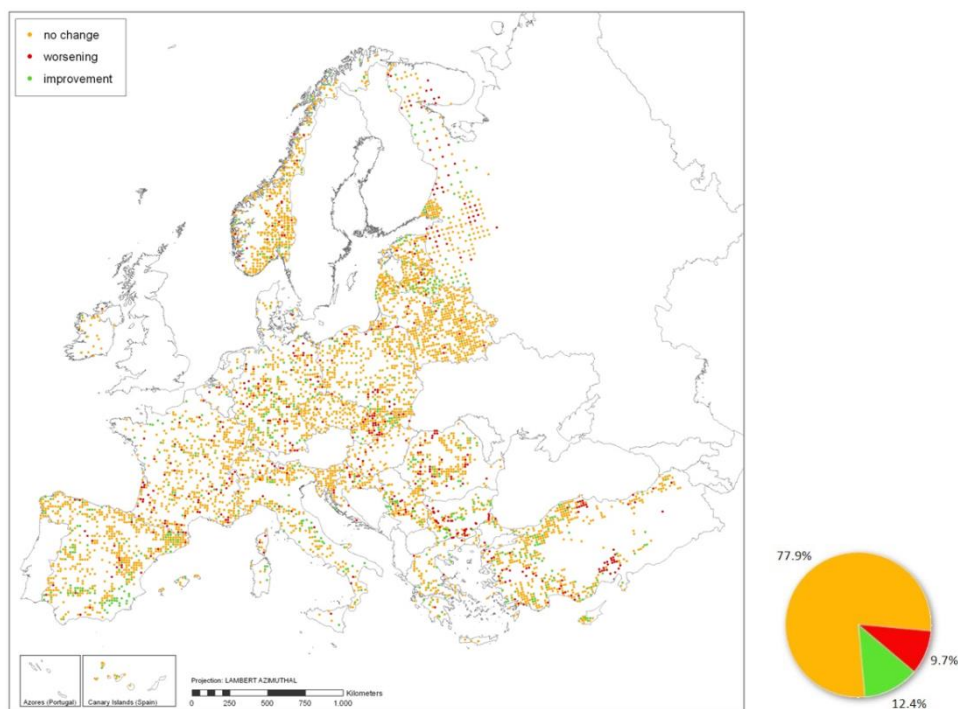 no change
worsening
improvement
Projection: LAMBERT AZIMUTHAL
Kilometers
0 125 250 500 750 1.000
Azores (Portugal)
Canary Islands (Spain)
77.9%
9.7%
12.4%